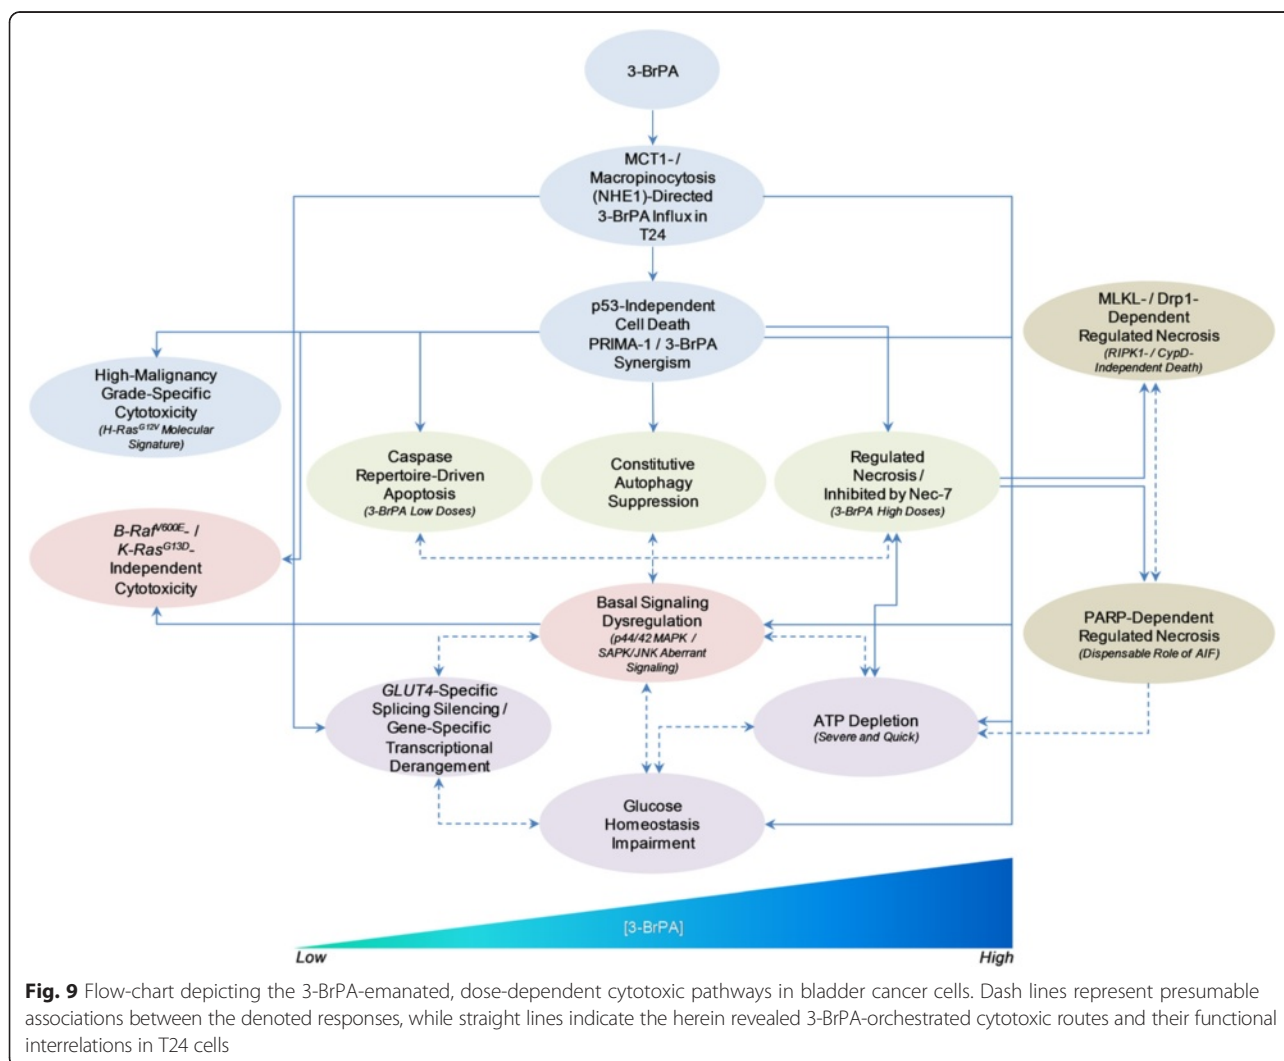 3-BrPA
MCT1- /
Macropinocytosis
(NHE1)-Directed
3-BrPA Influx in
T24
p53-Independent
Cell Death
PRIMA-1 / 3-BrPA
Synergism
MLKL- / Drp1-
Dependent
Regulated Necrosis
(RIPK1- / CypD-
Independent Death)
High-Malignancy
Grade-Specific
Cytotoxicity
(H-Ras^G12V Molecular
Signature)
Caspase
Repertoire-Driven
Apoptosis
(3-BrPA Low Doses)
Constitutive
Autophagy
Suppression
Regulated
Necrosis /
Inhibited by Nec-7
(3-BrPA High Doses)
B-Raf^V600E- /
K-Ras^G13D-
Independent
Cytotoxicity
Basal Signaling
Dysregulation
(p44/42 MAPK /
SAPK/JNK Aberrant
Signaling)
PARP-Dependent
Regulated Necrosis
(Dispensable Role of AIF)
GLUT4-Specific
Splicing Silencing /
Gene-Specific
Transcriptional
Derangement
ATP Depletion
(Severe and Quick)
Glucose
Homeostasis
Impairment
[3-BrPA]
Low
High
Fig. 9 Flow-chart depicting the 3-BrPA-emanated, dose-dependent cytotoxic pathways in bladder cancer cells. Dash lines represent presumable
associations between the denoted responses, while straight lines indicate the herein revealed 3-BrPA-orchestrated cytotoxic routes and their functional
interrelations in T24 cells